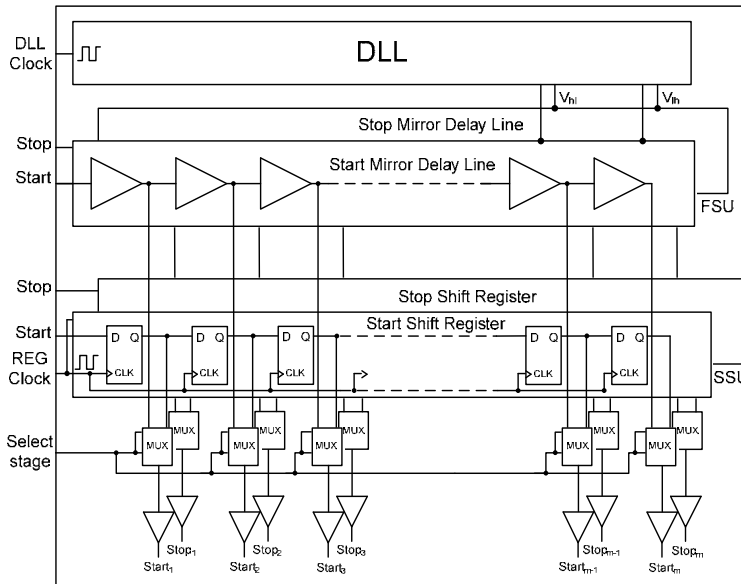 DLL
Clock
DLL
V_hl
V_lh
Stop Mirror Delay Line
Stop
Start Mirror Delay Line
Start
FSU
Stop
Stop Shift Register
Start
Start Shift Register
D Q
D Q
D Q
D Q
D Q
REG
Clock
CLK
CLK
CLK
CLK
CLK
SSU
MUX
MUX
MUX
MUX
MUX
Select
stage
MUX
MUX
MUX
MUX
MUX
Stop₁
Stop₂
Stop₃
Stopₘ₋₁
Stopₘ
Start₁
Start₂
Start₃
Startₘ₋₁
Startₘ